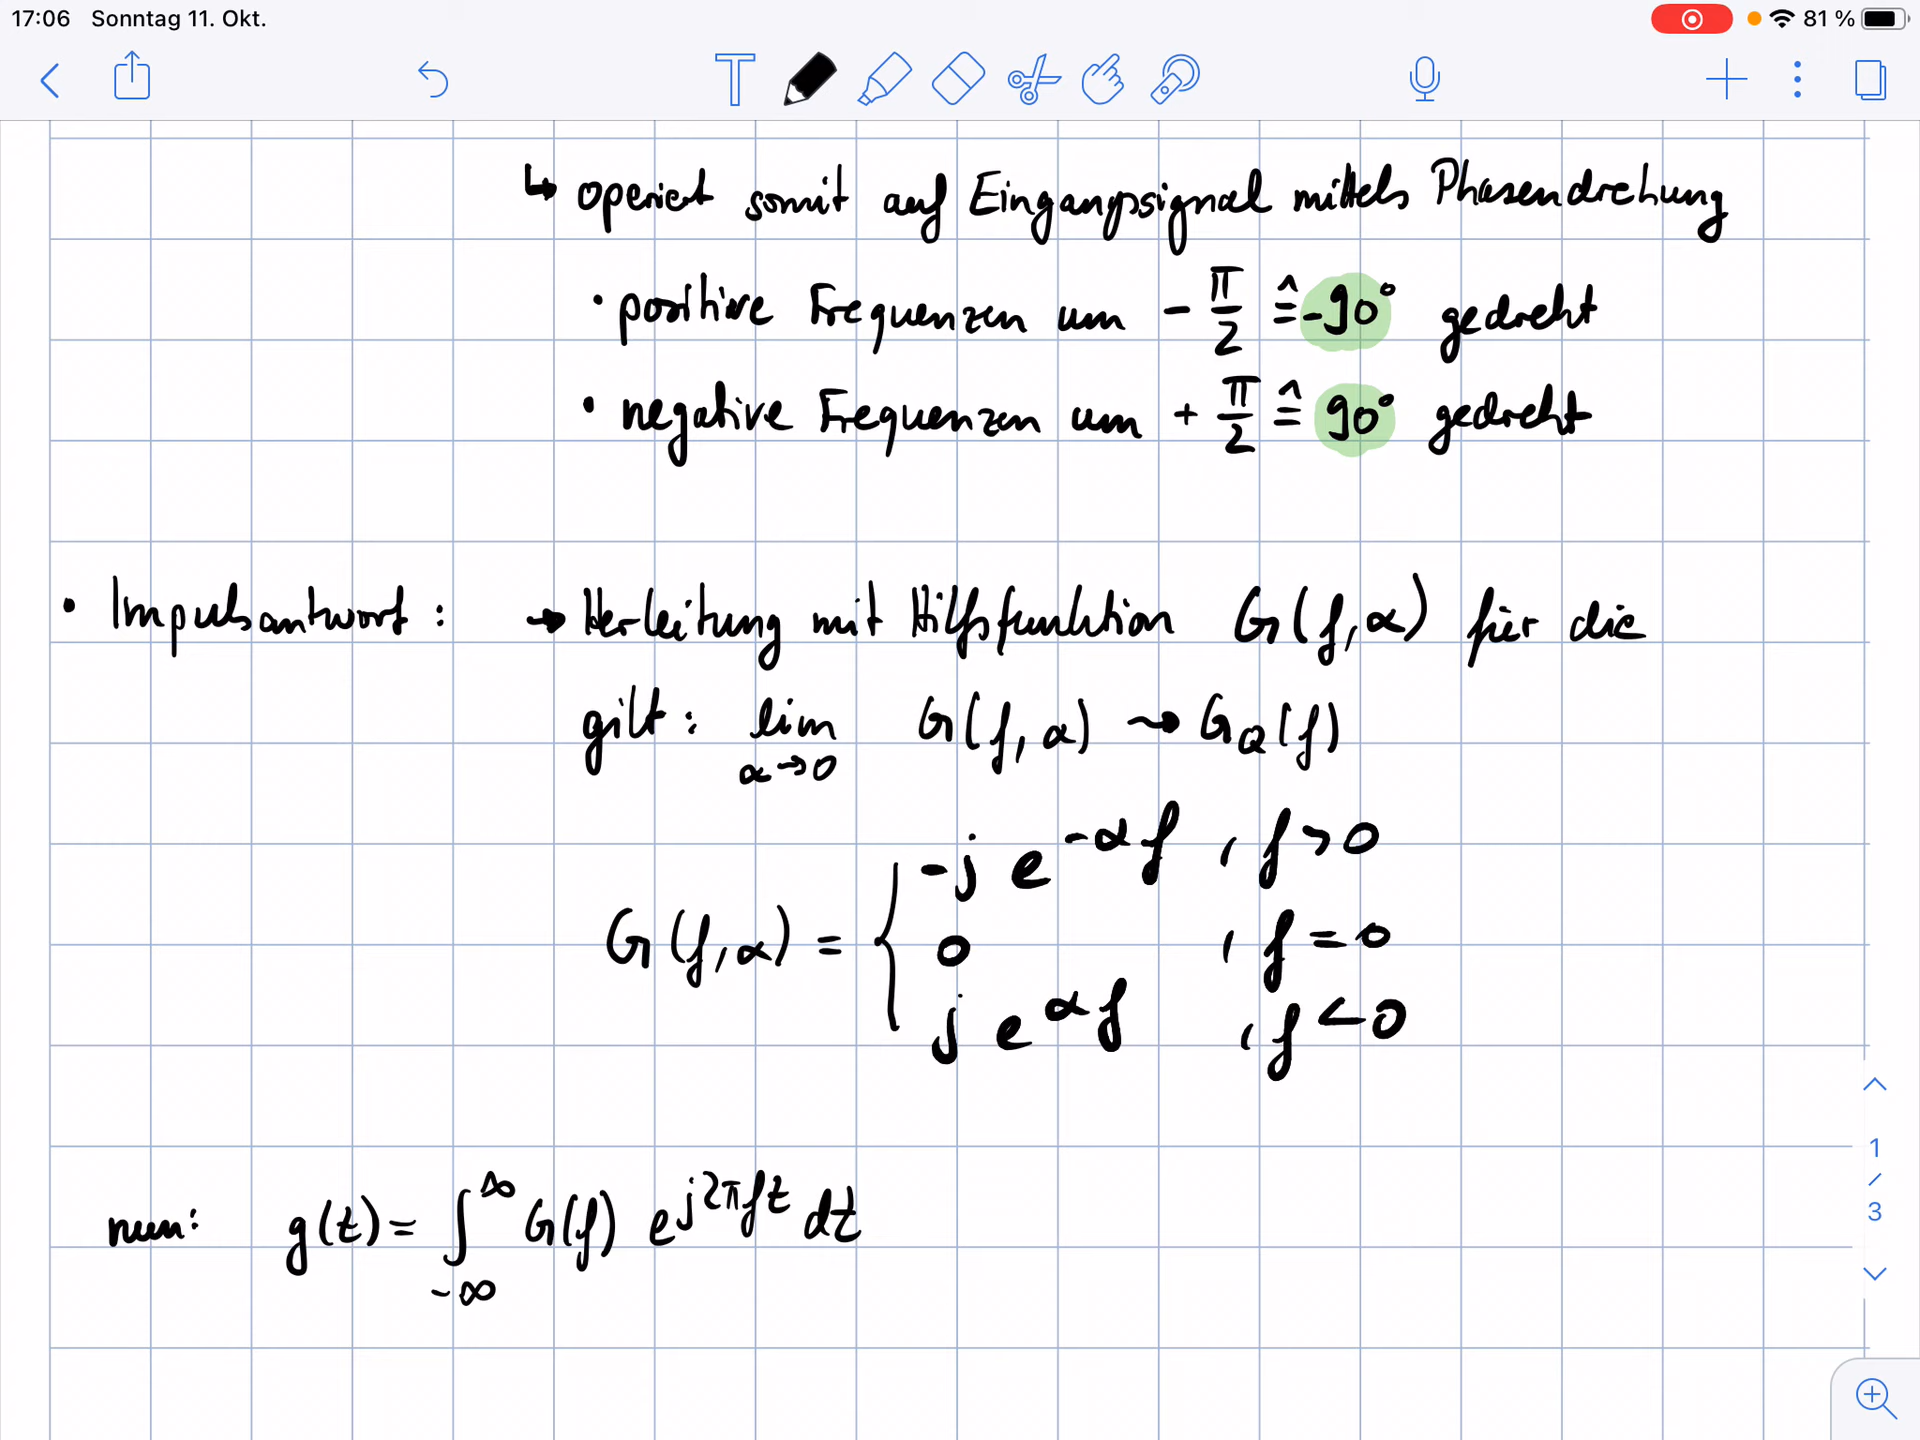 17:06 Sonntag 11. Okt. 81 %
↳ operiert somit auf Eingangssignal mittels Phasendrehung
• positive Frequenzen um - π/2 ≙ -90° gedreht
• negative Frequenzen um + π/2 ≙ 90° gedreht
• Impulsantwort: → Herleitung mit Hilfsfunktion G(f,α) für die
gilt: lim α→0 G(f,α) → G_Q(f)
-j e^{-αf} , f>0
G(f,α) = { 0 , f=0
j e^{αf} , f<0
1
/
3
nun: g(t) = ∫_{-∞}^{∞} G(f) e^{j2πft} dt